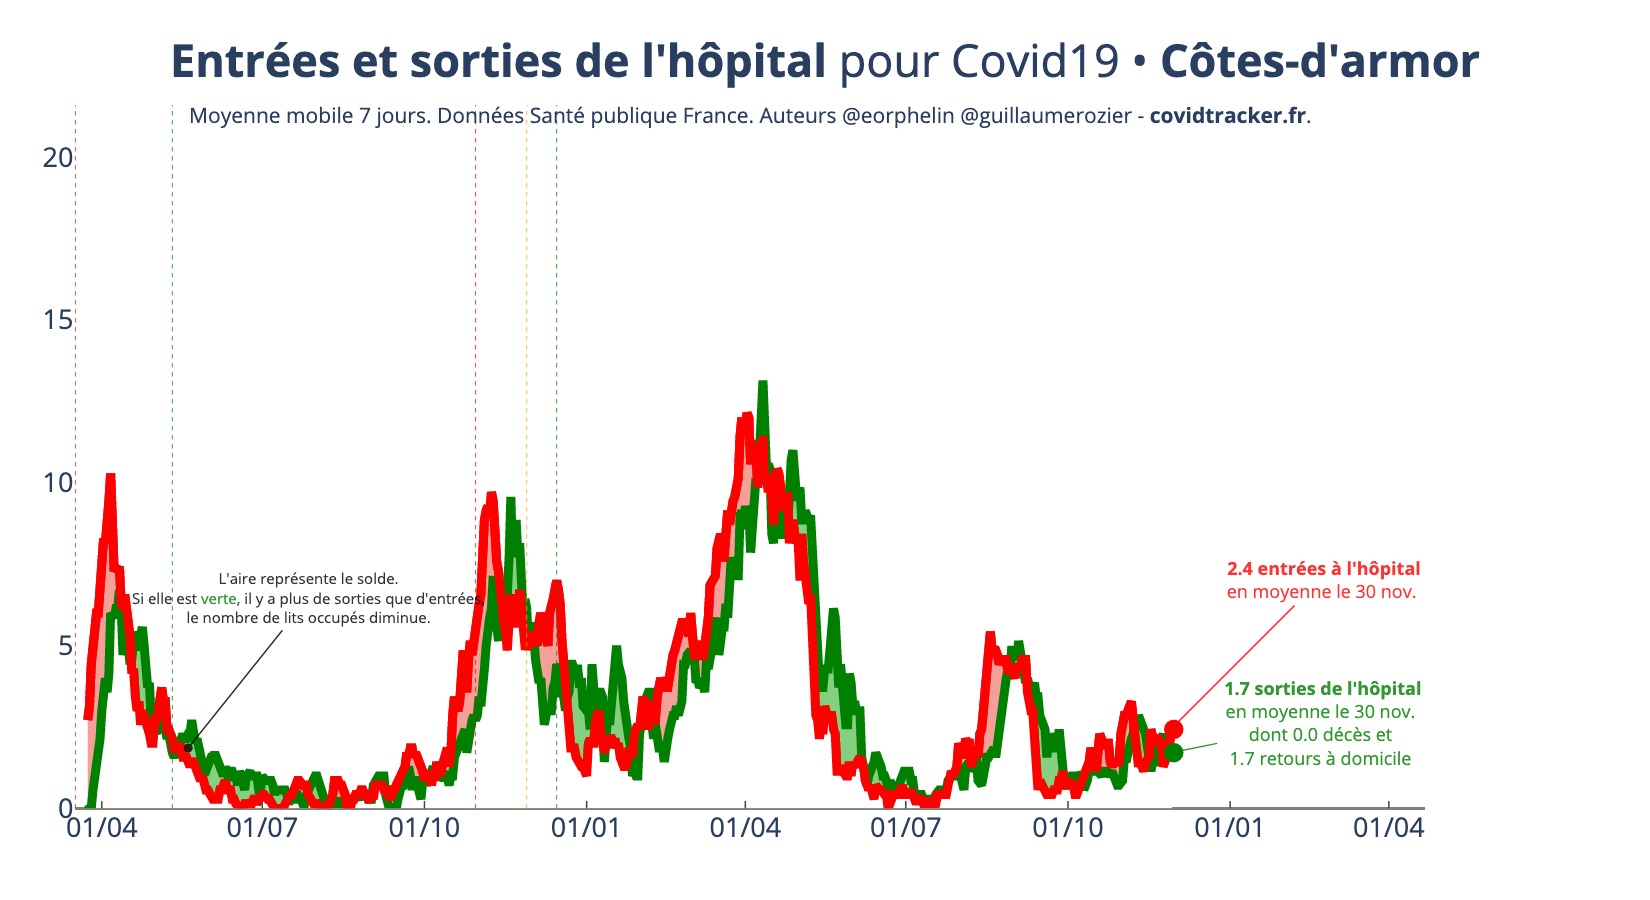 Entrées et sorties de l'hôpital pour Covid19 • Côtes-d'armor
Moyenne mobile 7 jours. Données Santé publique France. Auteurs @eorphelin @guillaumerozier - covidtracker.fr.
20
15
10
5
0
L'aire représente le solde.
Si elle est verte, il y a plus de sorties que d'entrées,
le nombre de lits occupés diminue.
2.4 entrées à l'hôpital
en moyenne le 30 nov.
1.7 sorties de l'hôpital
en moyenne le 30 nov.
dont 0.0 décès et
1.7 retours à domicile
01/04 01/07 01/10 01/01 01/04 01/07 01/10 01/01 01/04